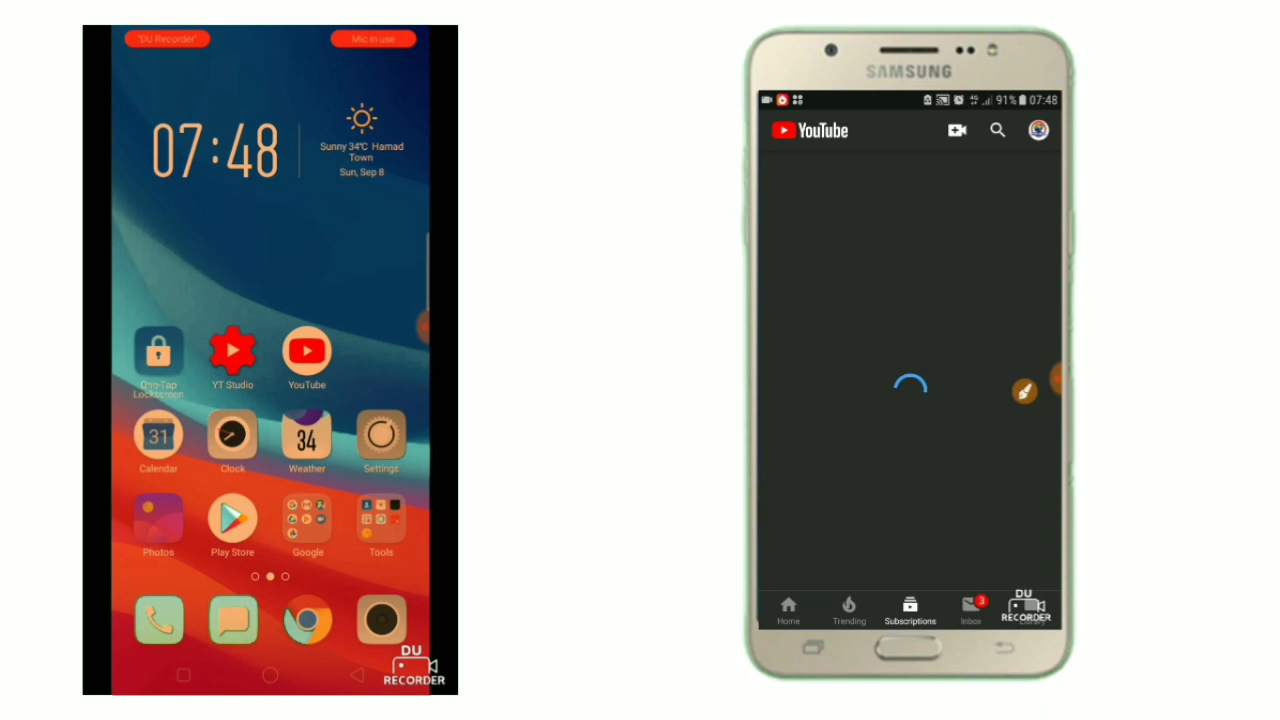 "DU Recorder"
Mic in use
07:48
Sunny 34°C Hamad
Town
Sun, Sep 8
One-Tap
Lockscreen
YT Studio
YouTube
31
34
Calendar
Clock
Weather
Settings
Photos
Play Store
Google
Tools
DU
RECORDER
SAMSUNG
4G
91%
07:48
YouTube
Home
Trending
Subscriptions
3
Inbox
DU
RECORDER